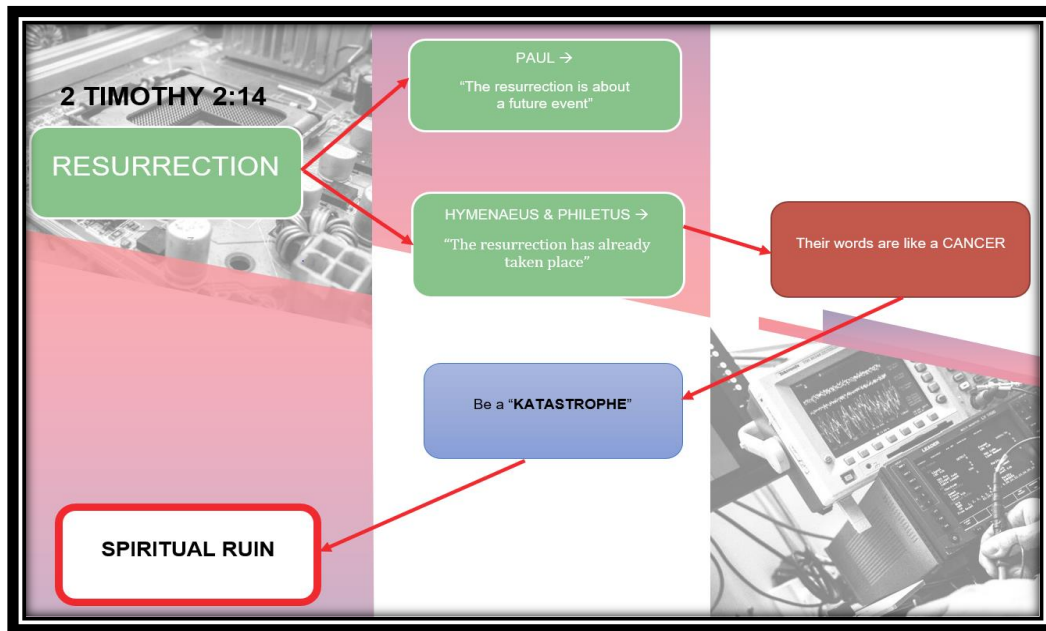 2 TIMOTHY 2:14
RESURRECTION
PAUL →
“The resurrection is about
a future event”
HYMENAEUS & PHILETUS →
“The resurrection has already
taken place”
Their words are like a CANCER
Be a “KATASTROPHE”
SPIRITUAL RUIN